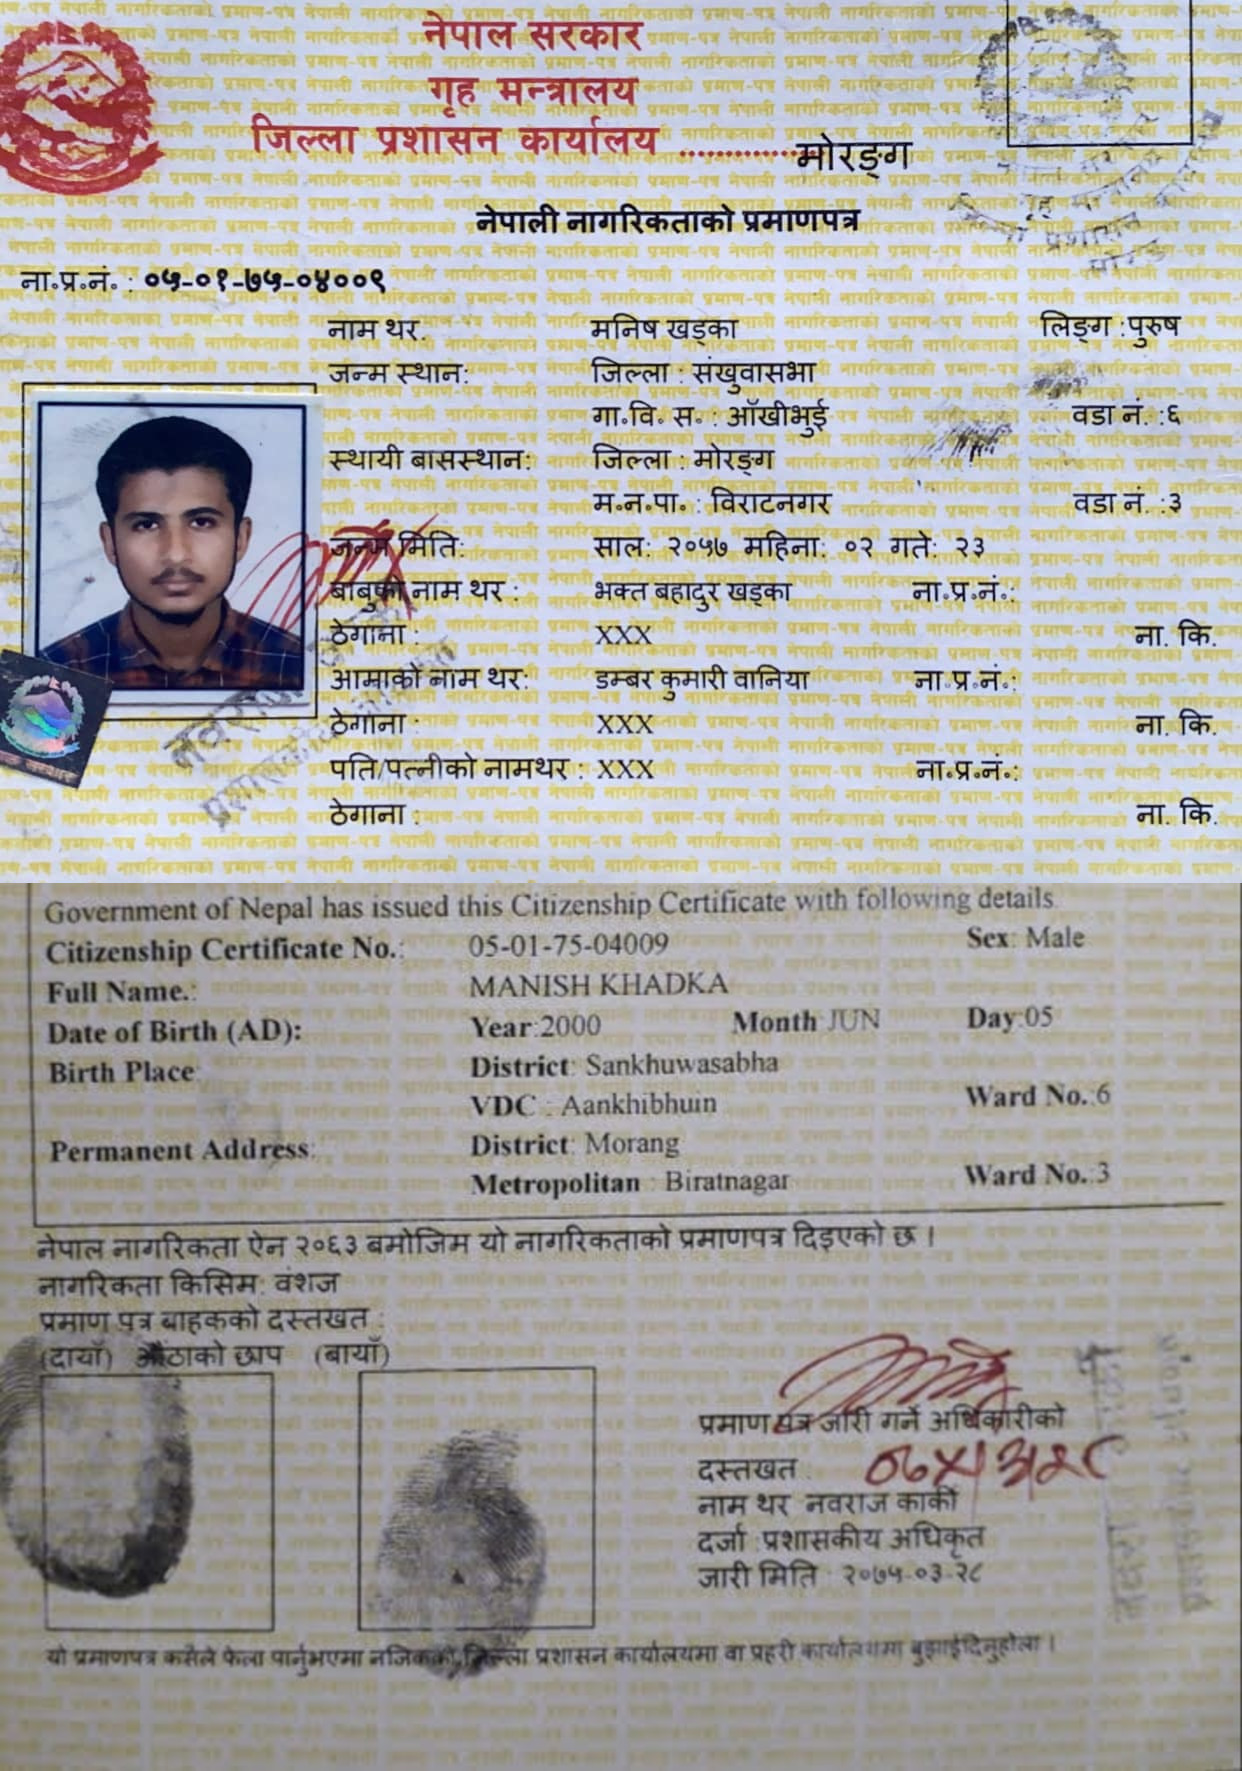 नेपाल सरकार
गृह मन्त्रालय
जिल्ला प्रशासन कार्यालय ............... मोरङ्ग
नेपाली नागरिकताको प्रमाणपत्र
ना॰प्र॰नं॰ : ०५-०१-७५-०४००९
नाम थर. मनिष खड्का लिङ्ग :पुरुष
जन्म स्थान: जिल्ला : संखुवासभा
गा॰वि॰ स॰ : आँखीभुई वडा नं. :६
स्थायी बासस्थान: जिल्ला : मोरङ्ग
म॰न॰पा॰ : विराटनगर वडा नं. :३
जन्म मिति: साल: २०५७ महिना: ०२ गते: २३
बाबुको नाम थर : भक्त बहादुर खड्का ना॰प्र॰नं॰:
ठेगाना : XXX ना. कि.
आमाको नाम थर: डम्बर कुमारी वानिया ना॰प्र॰नं॰:
ठेगाना : XXX ना. कि.
पति/पत्नीको नामथर : XXX ना॰प्र॰नं॰:
ठेगाना : ना. कि.
Government of Nepal has issued this Citizenship Certificate with following details.
Citizenship Certificate No.: 05-01-75-04009 Sex: Male
Full Name.: MANISH KHADKA
Date of Birth (AD): Year:2000 Month JUN Day:05
Birth Place: District: Sankhuwasabha
VDC : Aankhibhuin Ward No.:6
Permanent Address: District: Morang
Metropolitan : Biratnagar Ward No.:3
नेपाल नागरिकता ऐन २०६३ बमोजिम यो नागरिकताको प्रमाणपत्र दिइएको छ ।
नागरिकता किसिम: वंशज
प्रमाण पत्र बाहकको दस्तखत :
(दायाँ) औंठाको छाप (बायाँ)
प्रमाण पत्र जारी गर्ने अधिकारीको
दस्तखत :
नाम थर नवराज कार्की
दर्जा :प्रशासकीय अधिकृत
जारी मिति : २०७५-०३-२८
यो प्रमाणपत्र कसैले फेला पार्नुभएमा नजिकको जिल्ला प्रशासन कार्यालयमा वा प्रहरी कार्यालयमा बुझाईदिनुहोला ।